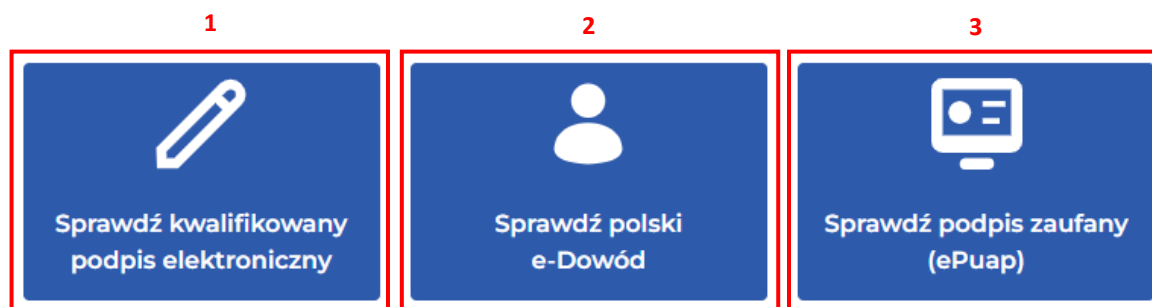 1
2
3
Sprawdź kwalifikowany
podpis elektroniczny
Sprawdź polski
e-Dowód
Sprawdź podpis zaufany
(ePuap)